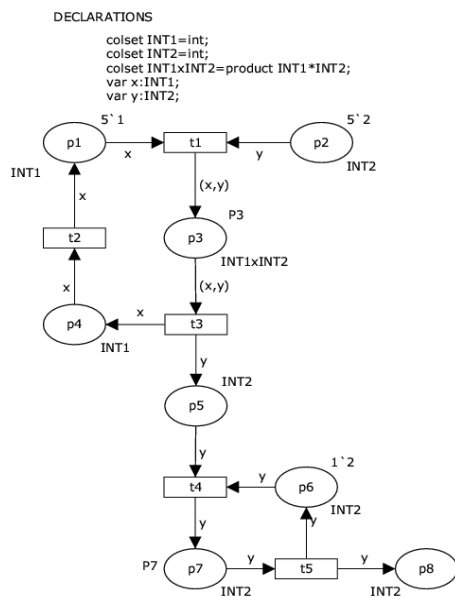 DECLARATIONS
colset INT1=int;
colset INT2=int;
colset INT1xINT2=product INT1*INT2;
var x:INT1;
var y:INT2;
5`1
5`2
p1
x
t1
y
p2
INT1
INT2
x
(x,y)
P3
p3
t2
INT1xINT2
x
(x,y)
p4
x
t3
INT1
y
INT2
p5
y
1`2
t4
y
p6
INT2
y
y
P7
p7
y
t5
y
p8
INT2
INT2